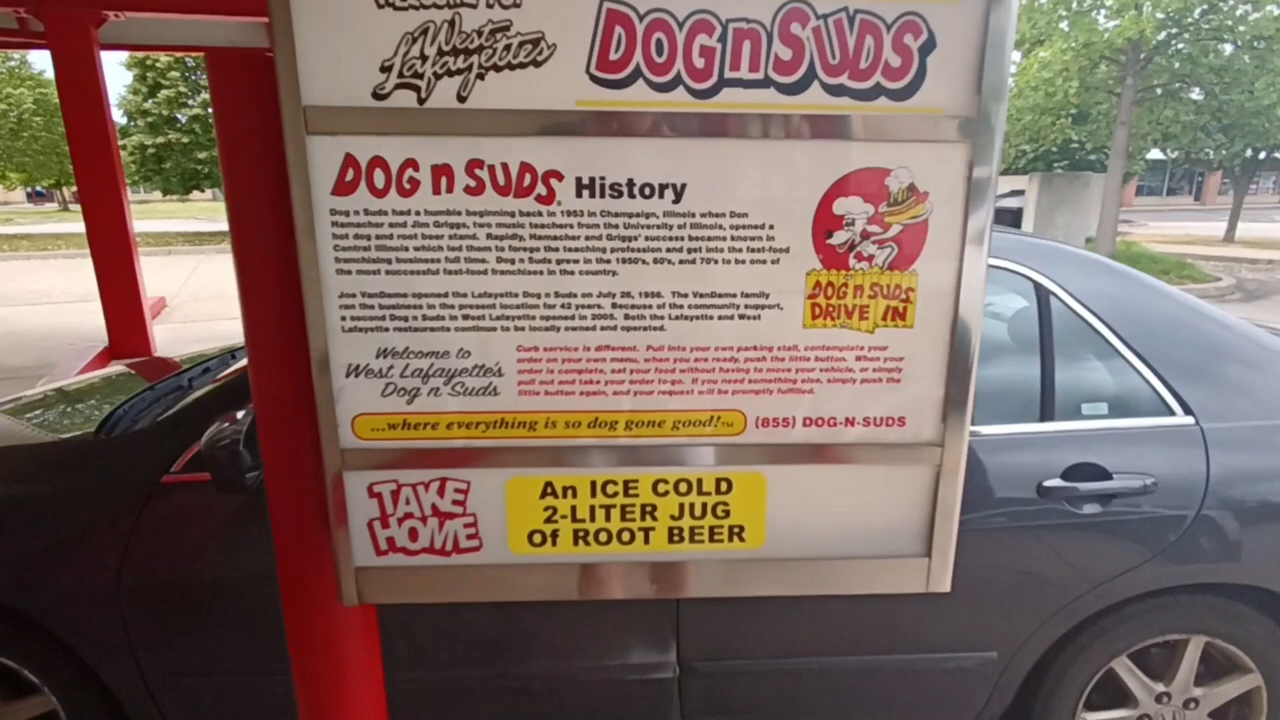 WELCOME TO:
West
Lafayettes
DOG n SUDS
DOG n SUDS® History
Dog n Suds had a humble beginning back in 1953 in Champaign, Illinois when Don
Hamacher and Jim Griggs, two music teachers from the University of Illinois, opened a
hot dog and root beer stand. Rapidly, Hamacher and Griggs' success became known in
Central Illinois which led them to forego the teaching profession and get into the fast-food
franchising business full time. Dog n Suds grew in the 1950's, 60's, and 70's to be one of
the most successful fast-food franchises in the country.
Joe VanDame opened the Lafayette Dog n Suds on July 26, 1956. The VanDame family
ran the business in the present location for 42 years. Because of the community support,
a second Dog n Suds in West Lafayette opened in 2005. Both the Lafayette and West
Lafayette restaurants continue to be locally owned and operated.
DOG n SUDS
DRIVE IN
Welcome to
West Lafayette's
Dog n Suds
Curb service is different. Pull into your own parking stall, contemplate your
order on your own menu, when you are ready, push the little button. When your
order is complete, eat your food without having to move your vehicle, or simply
pull out and take your order to-go. If you need something else, simply push the
little button again, and your request will be promptly fulfilled.
...where everything is so dog gone good!™ (855) DOG-N-SUDS
TAKE
HOME
An ICE COLD
2-LITER JUG
Of ROOT BEER